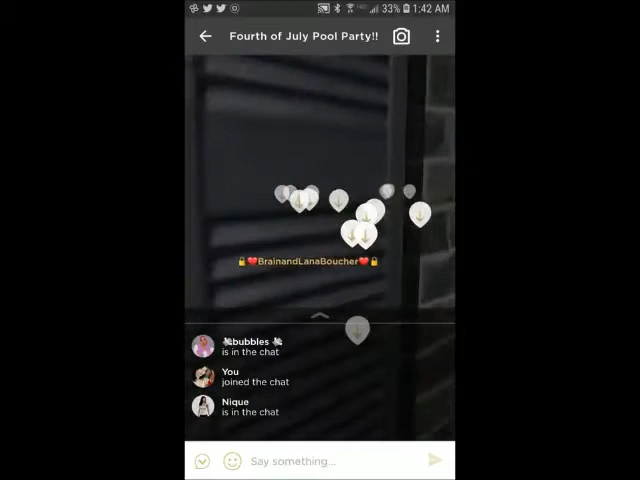 33% 1:42 AM
Fourth of July Pool Party!!
🔒❤️BrainandLanaBoucher❤️🔒
bubbles
is in the chat
You
joined the chat
Nique
is in the chat
Say something...